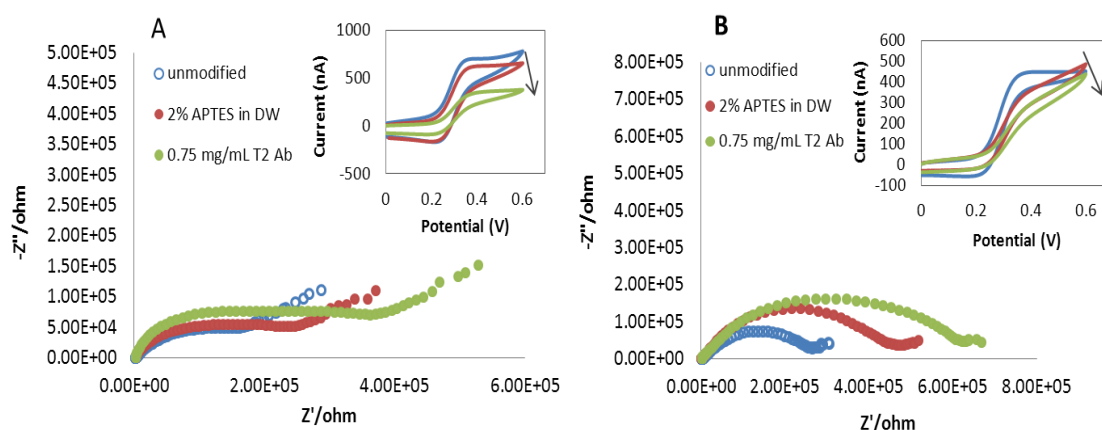 A
5.00E+05
4.50E+05
4.00E+05
3.50E+05
3.00E+05
2.50E+05
2.00E+05
1.50E+05
1.00E+05
5.00E+04
0.00E+00
-Z"/ohm
0.00E+00 2.00E+05 4.00E+05 6.00E+05
Z'/ohm
unmodified
2% APTES in DW
0.75 mg/mL T2 Ab
1000
500
0
-500
Current (nA)
0 0.2 0.4 0.6
Potential (V)
B
8.00E+05
7.00E+05
6.00E+05
5.00E+05
4.00E+05
3.00E+05
2.00E+05
1.00E+05
0.00E+00
-Z"/ohm
0.00E+00 2.00E+05 4.00E+05 6.00E+05 8.00E+05
Z'/ohm
unmodified
2% APTES in DW
0.75 mg/mL T2 Ab
600
500
400
300
200
100
0
-100
Current (nA)
0 0.2 0.4 0.6
Potential (V)